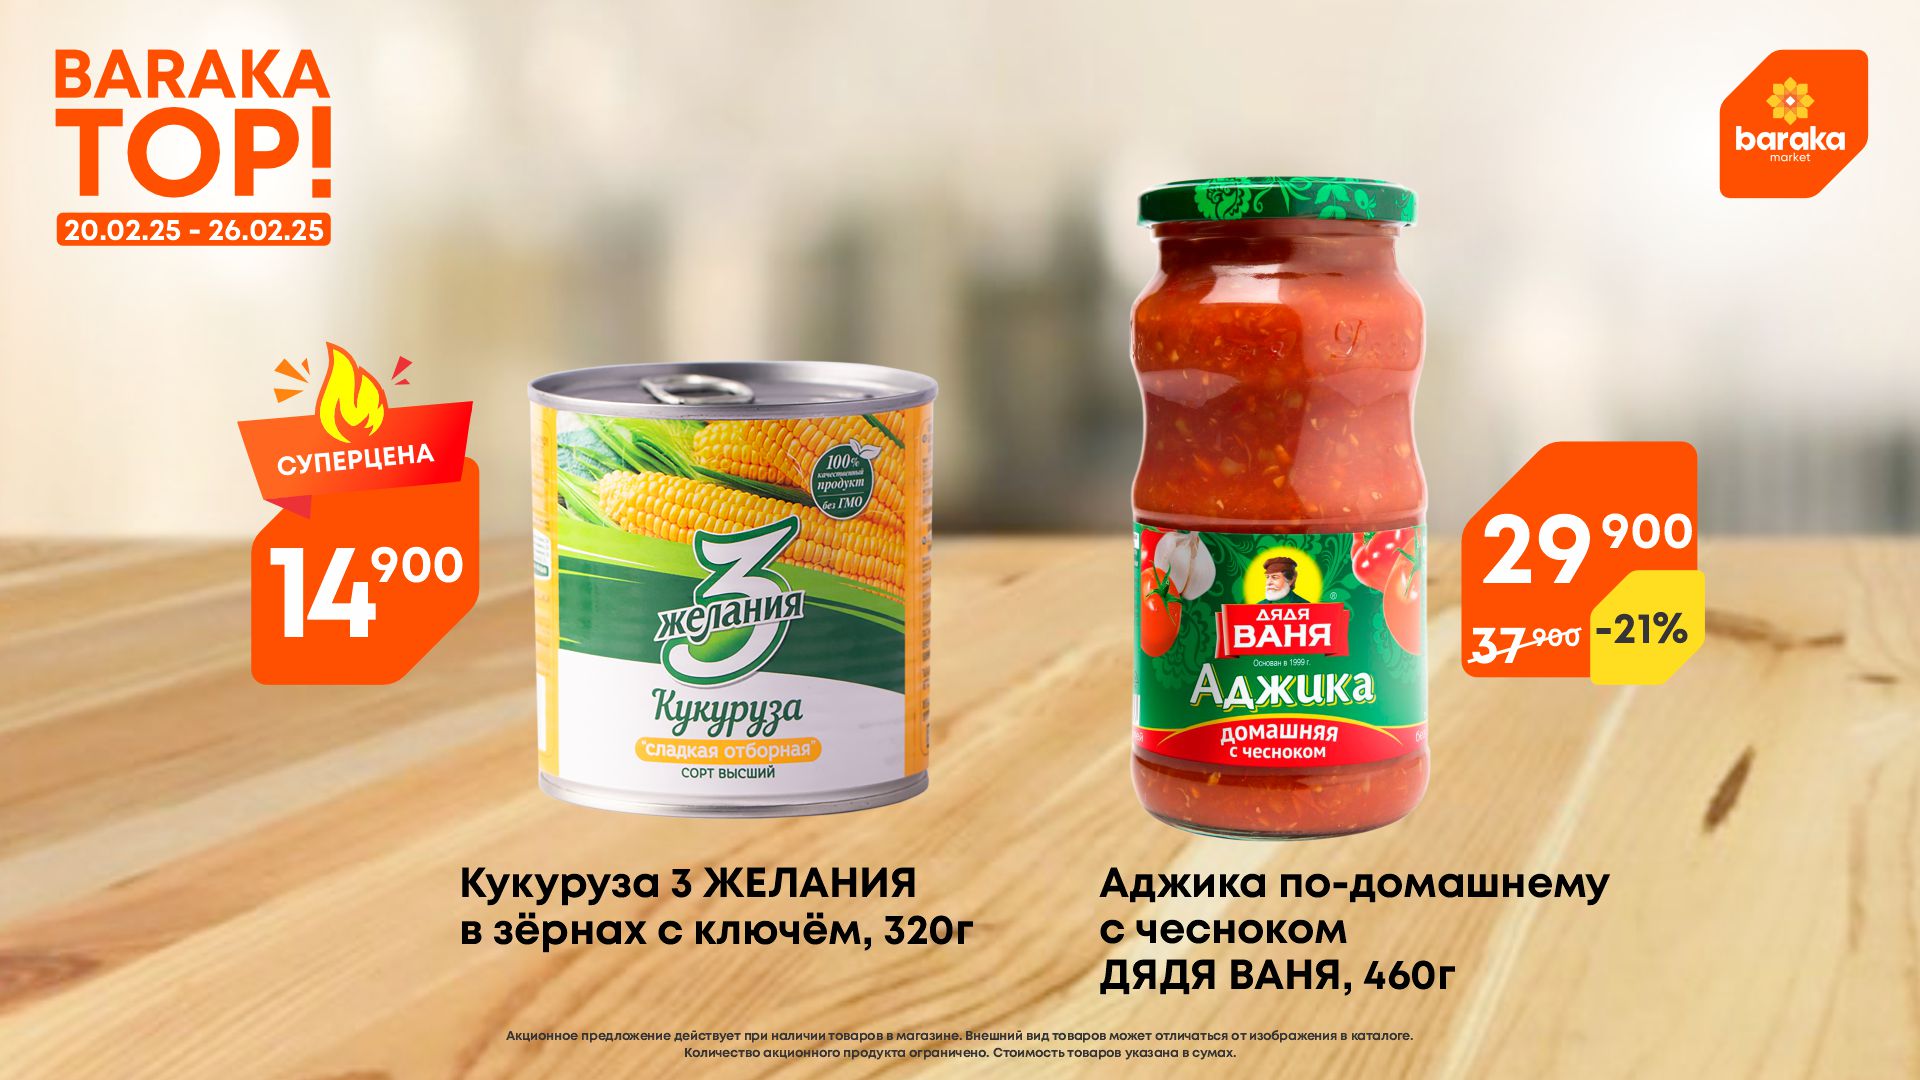 BARAKA
TOP!
20.02.25 - 26.02.25
baraka
market
СУПЕРЦЕНА
14 900
100%
качественный
продукт
без ГМО
3
желания
Кукуруза
"сладкая отборная"
СОРТ ВЫСШИЙ
ДЯДЯ
ВАНЯ
®
Основан в 1999 г.
Аджика
домашняя
с чесноком
29 900
37 900
-21%
Кукуруза 3 ЖЕЛАНИЯ
в зёрнах с ключём, 320г
Аджика по-домашнему
с чесноком
ДЯДЯ ВАНЯ, 460г
Акционное предложение действует при наличии товаров в магазине. Внешний вид товаров может отличаться от изображения в каталоге.
Количество акционного продукта ограничено. Стоимость товаров указана в сумах.